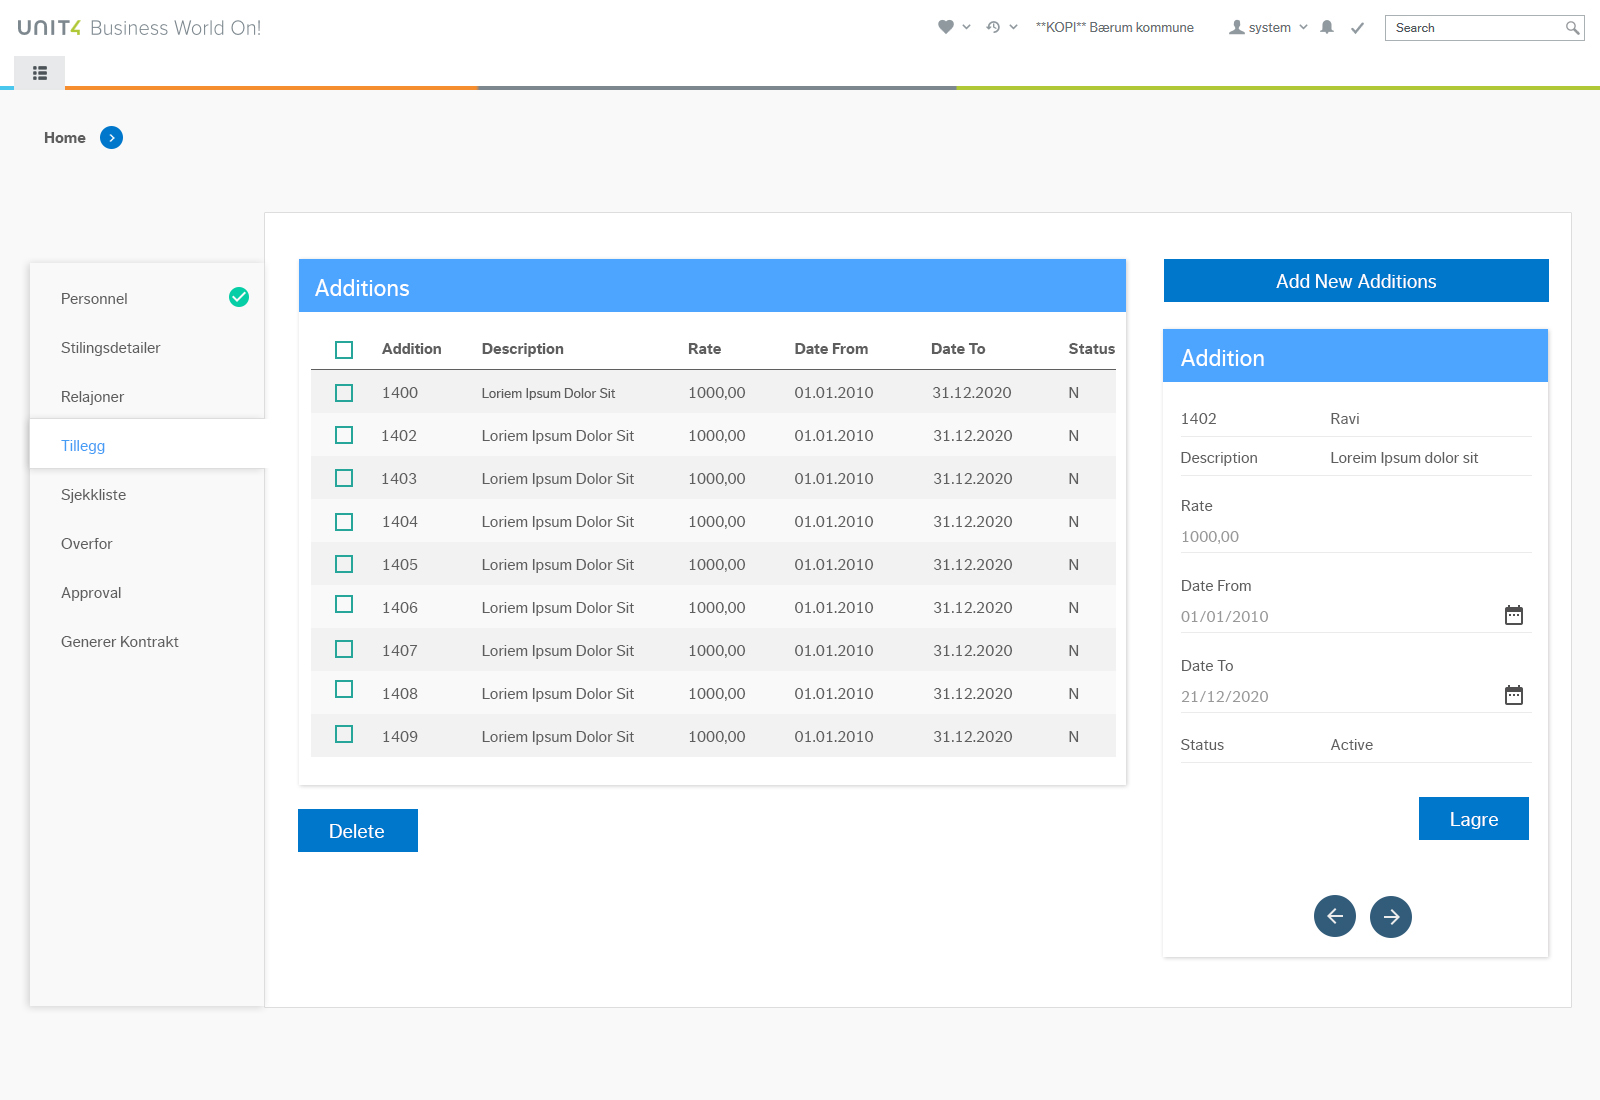 UNIT4 Business World On!
**KOPI** Bærum kommune
system
Search
Home
Personnel
Stilingsdetailer
Relajoner
Tillegg
Sjekkliste
Overfor
Approval
Generer Kontrakt
Additions
Addition Description Rate Date From Date To Status
1400 Loriem Ipsum Dolor Sit 1000,00 01.01.2010 31.12.2020 N
1402 Loriem Ipsum Dolor Sit 1000,00 01.01.2010 31.12.2020 N
1403 Loriem Ipsum Dolor Sit 1000,00 01.01.2010 31.12.2020 N
1404 Loriem Ipsum Dolor Sit 1000,00 01.01.2010 31.12.2020 N
1405 Loriem Ipsum Dolor Sit 1000,00 01.01.2010 31.12.2020 N
1406 Loriem Ipsum Dolor Sit 1000,00 01.01.2010 31.12.2020 N
1407 Loriem Ipsum Dolor Sit 1000,00 01.01.2010 31.12.2020 N
1408 Loriem Ipsum Dolor Sit 1000,00 01.01.2010 31.12.2020 N
1409 Loriem Ipsum Dolor Sit 1000,00 01.01.2010 31.12.2020 N
Delete
Add New Additions
Addition
1402 Ravi
Description Loreim Ipsum dolor sit
Rate
1000,00
Date From
01/01/2010
Date To
21/12/2020
Status Active
Lagre